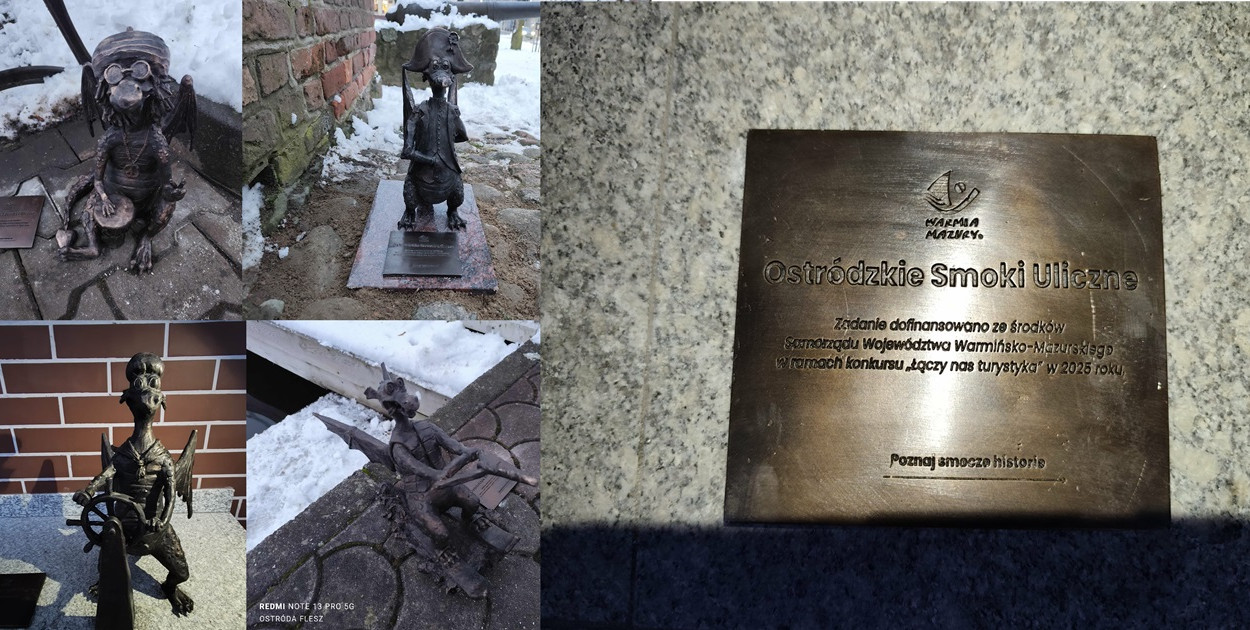 REDMI NOTE 13 PRO 5G
OSTRÓDA FLESZ
WARMIA
MAZURY.
Ostródzkie Smoki Uliczne
Zadanie dofinansowano ze środków
Samorządu Województwa Warmińsko-Mazurskiego
w ramach konkursu „Łączy nas turystyka” w 2025 roku.
Poznaj smocze historie